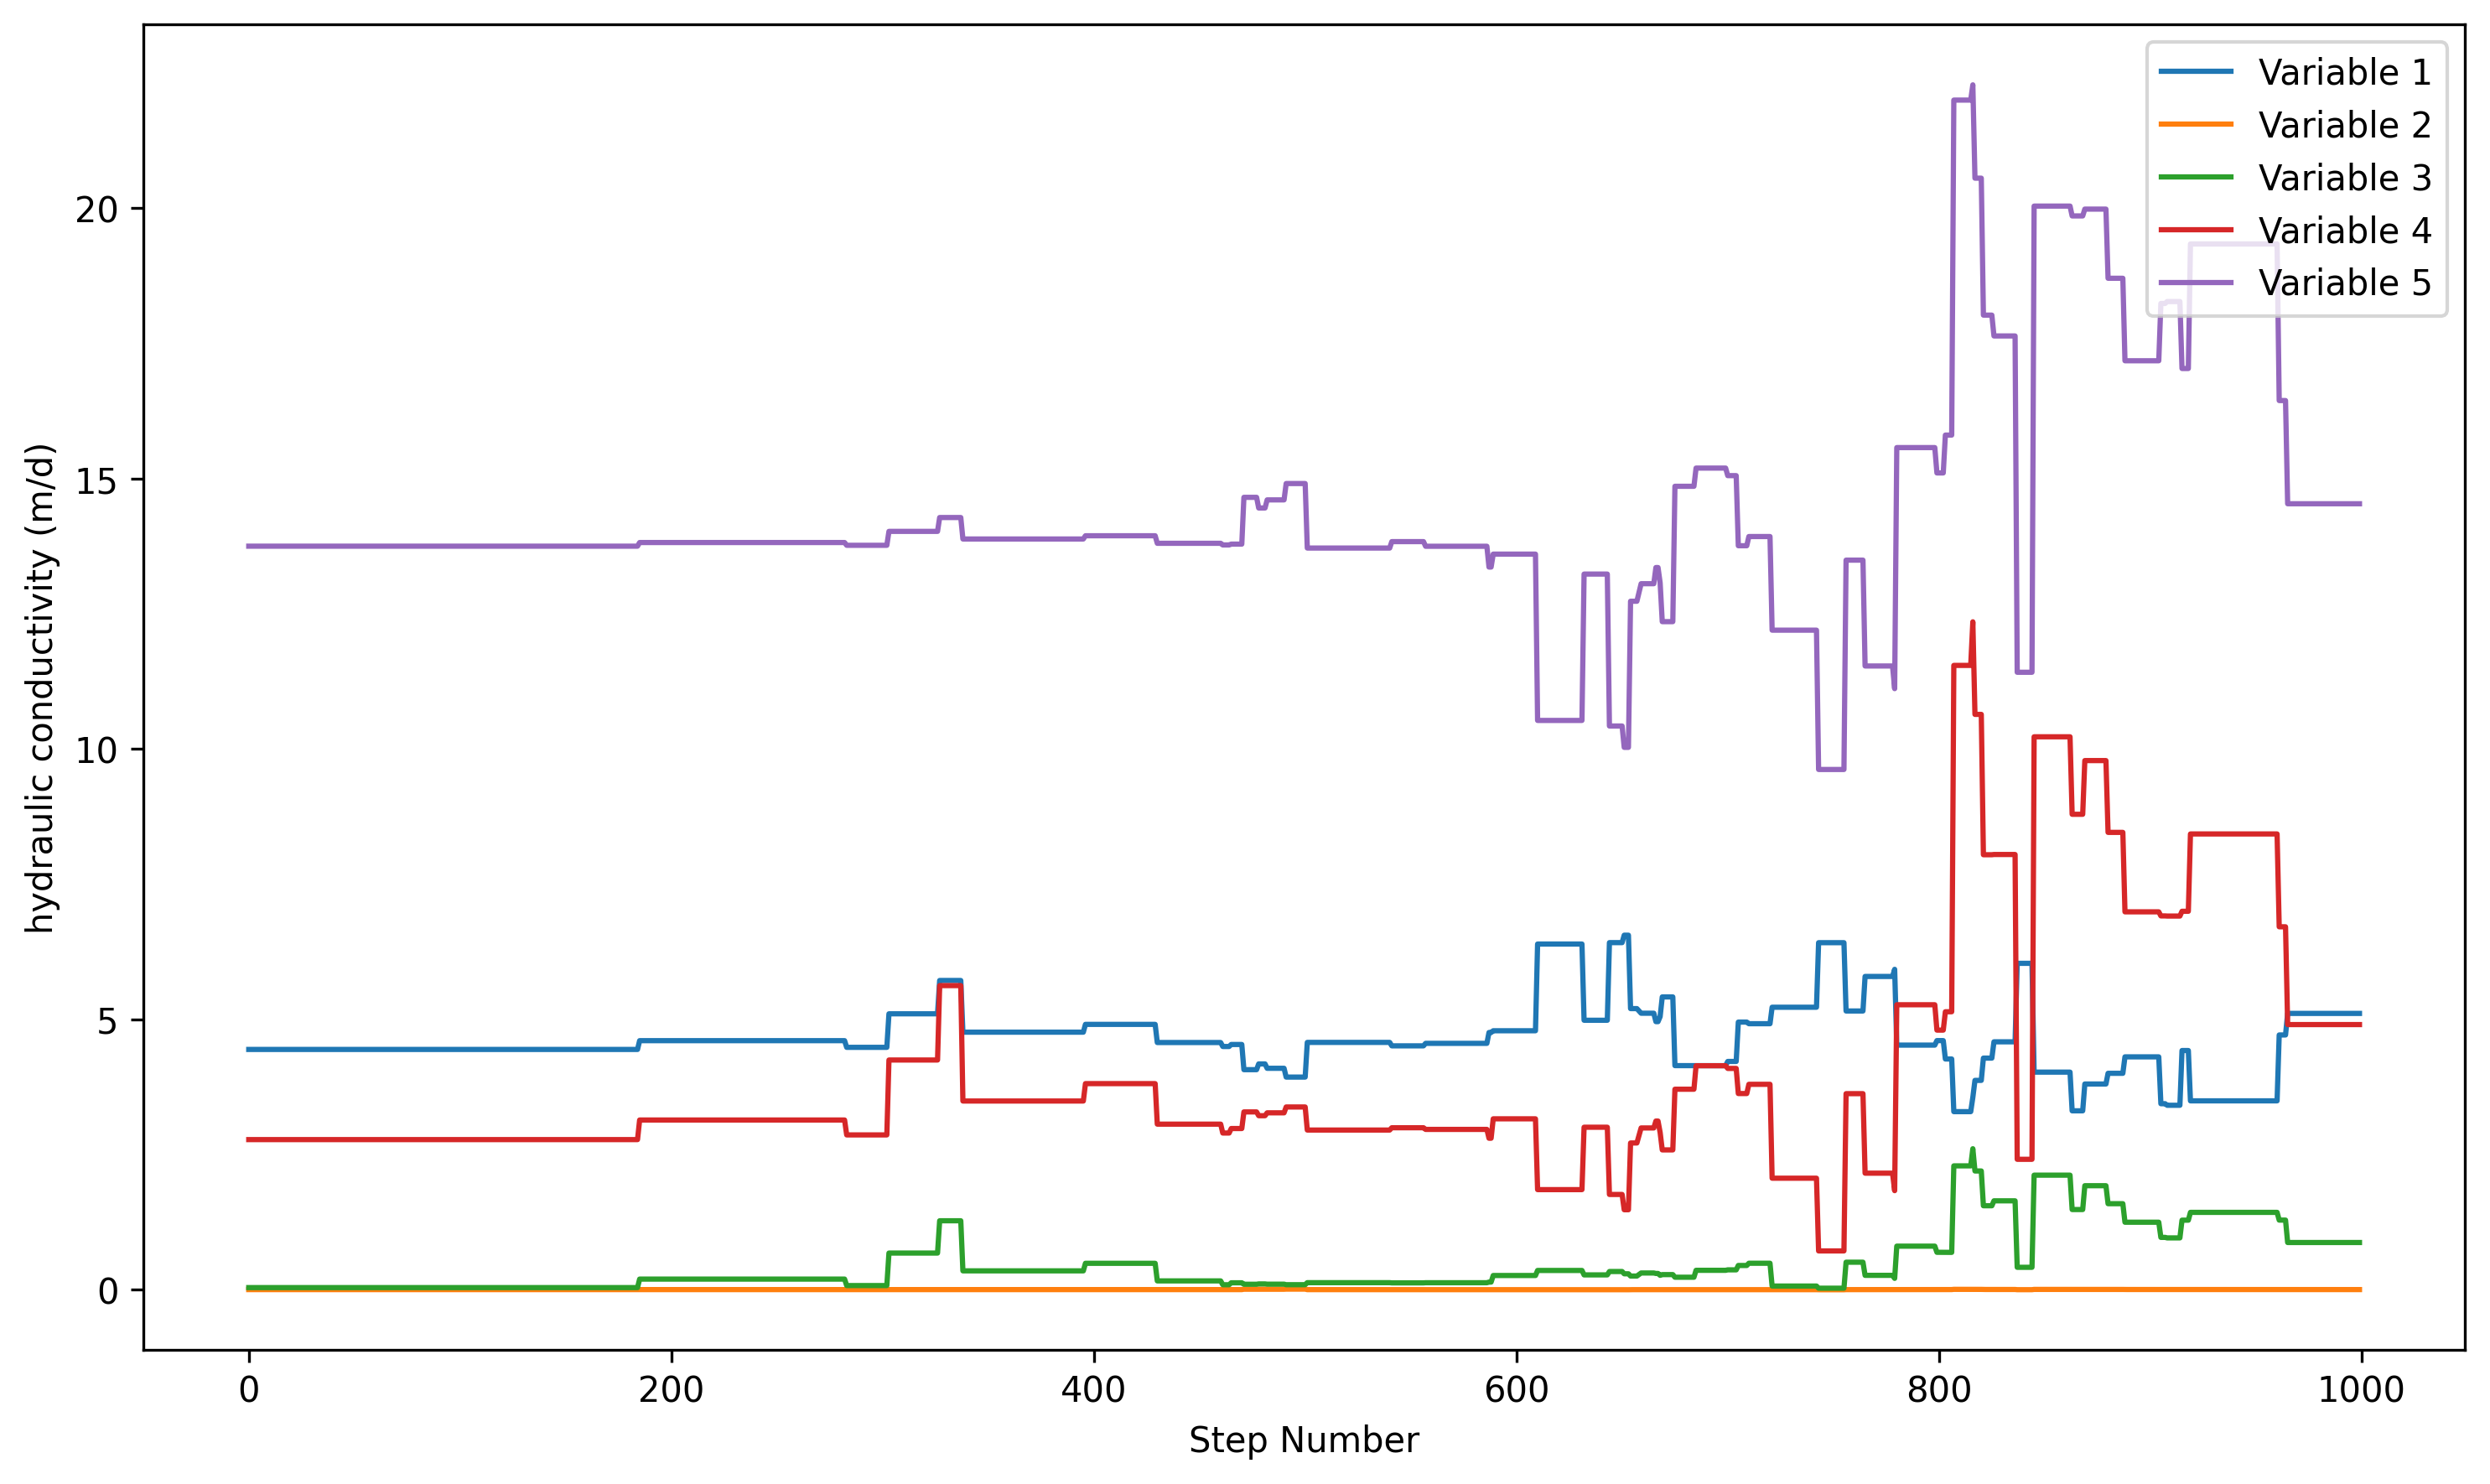 Variable 1
Variable 2
Variable 3
Variable 4
Variable 5
hydraulic conductivity (m/d)
20
15
10
5
0
0 200 400 600 800 1000
Step Number